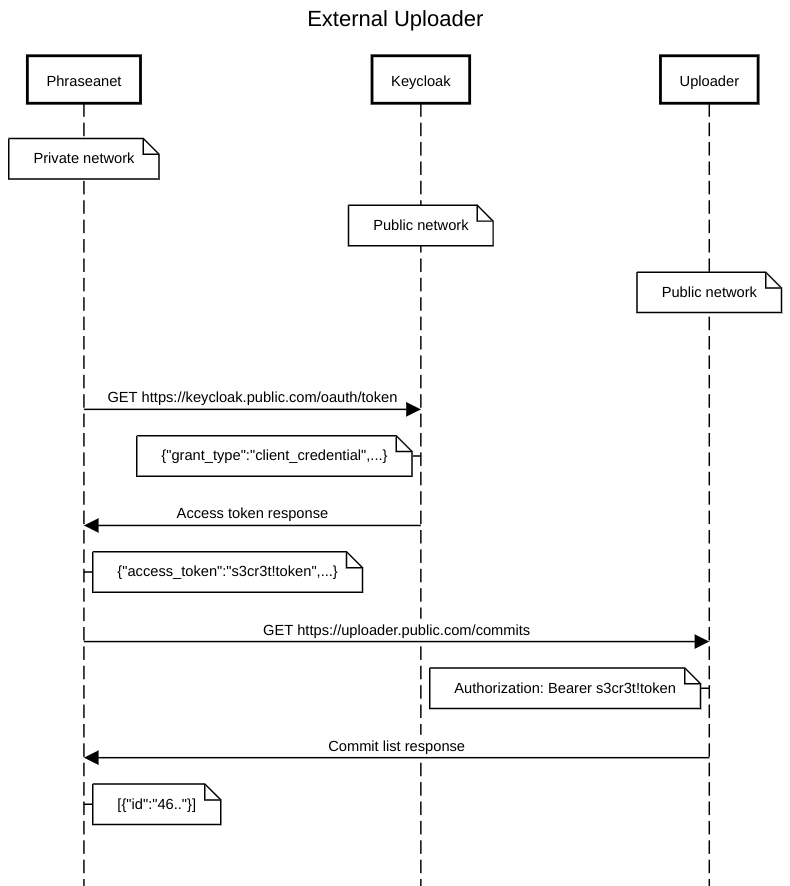 External Uploader
Phraseanet
Keycloak
Uploader
Private network
Public network
Public network
GET https://keycloak.public.com/oauth/token
{"grant_type":"client_credential",...}
Access token response
{"access_token":"s3cr3t!token",...}
GET https://uploader.public.com/commits
Authorization: Bearer s3cr3t!token
Commit list response
[{"id":"46.."}]